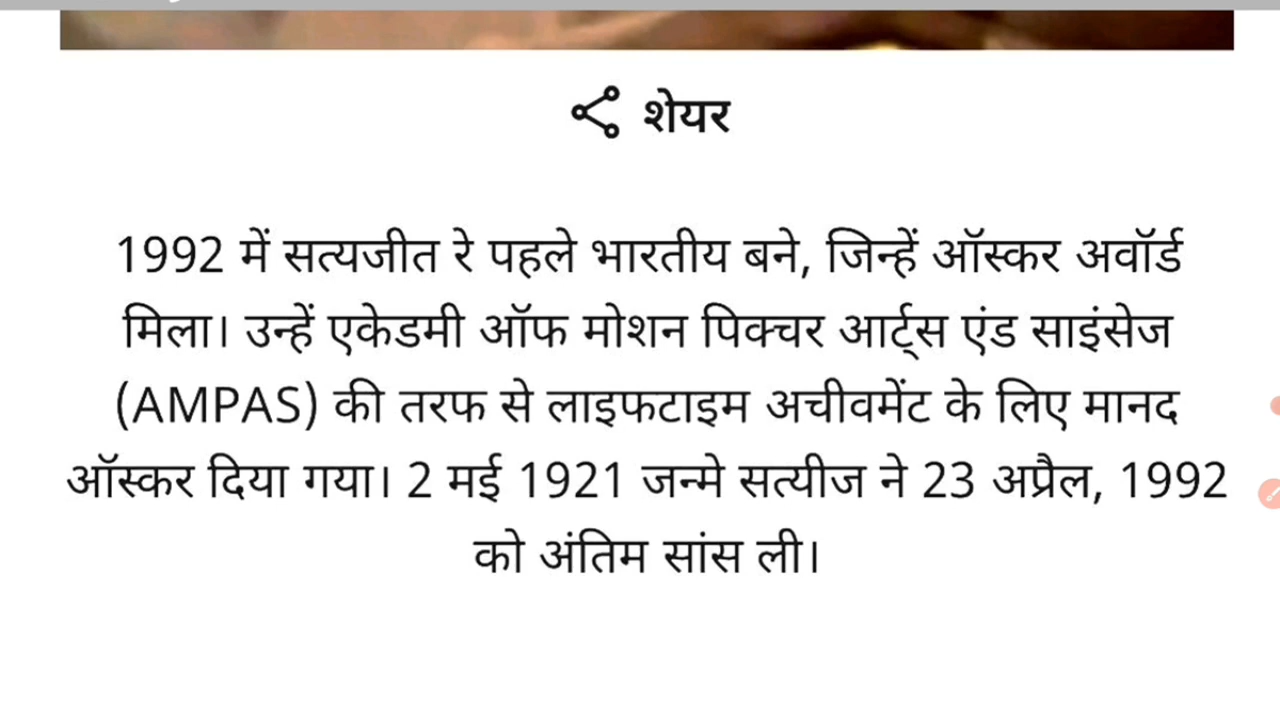 शेयर
1992 में सत्यजीत रे पहले भारतीय बने, जिन्हें ऑस्कर अवॉर्ड
मिला। उन्हें एकेडमी ऑफ मोशन पिक्चर आर्ट्स एंड साइंसेज
(AMPAS) की तरफ से लाइफटाइम अचीवमेंट के लिए मानद
ऑस्कर दिया गया। 2 मई 1921 जन्मे सत्यीज ने 23 अप्रैल, 1992
को अंतिम सांस ली।